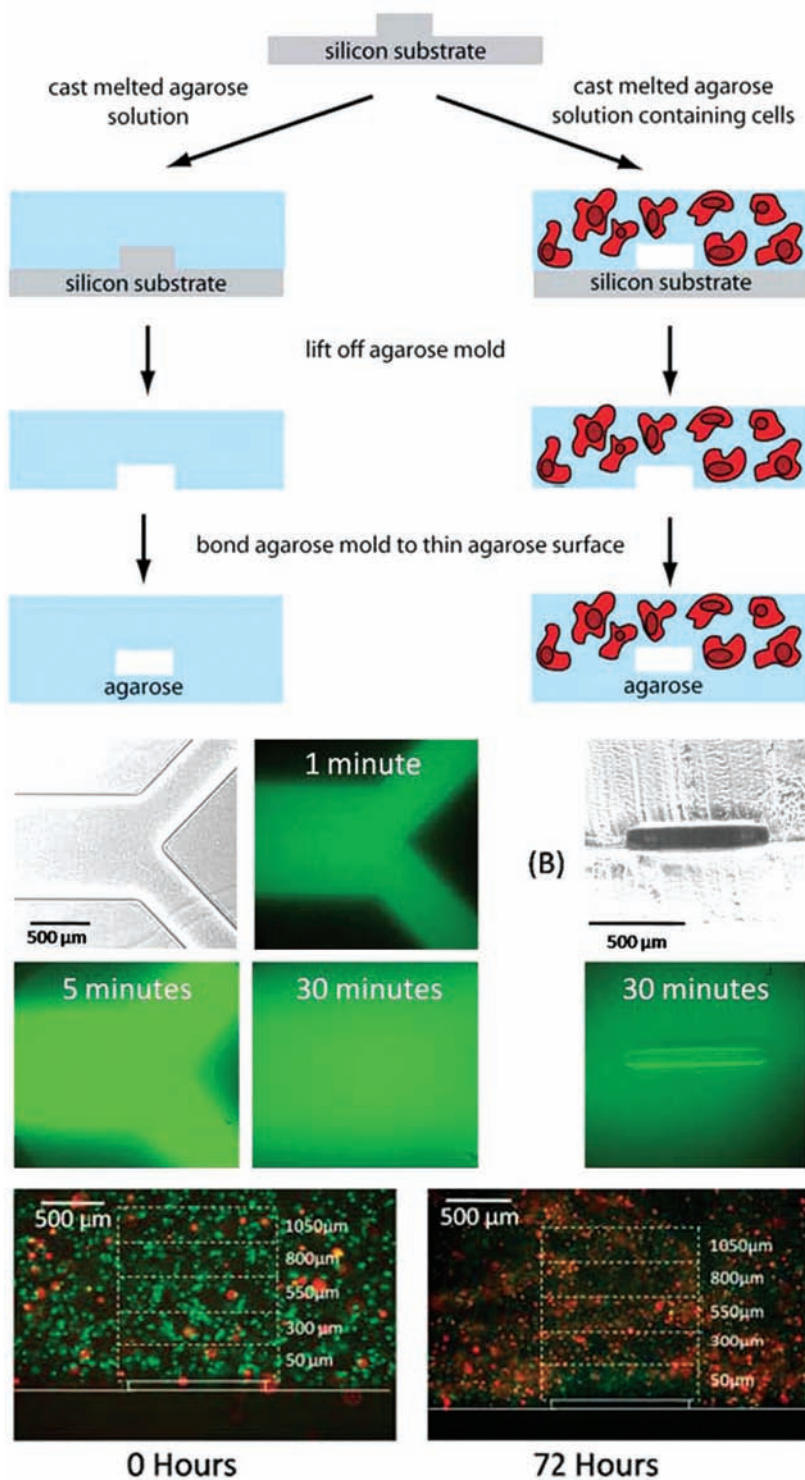 silicon substrate
cast melted agarose
solution
cast melted agarose
solution containing cells
silicon substrate
silicon substrate
lift off agarose mold
bond agarose mold to thin agarose surface
agarose
agarose
500 µm
1 minute
(B)
500 µm
5 minutes
30 minutes
30 minutes
500 µm
1050µm
800µm
550µm
300 µm
50 µm
500 µm
1050µm
800µm
550µm
300µm
50µm
0 Hours
72 Hours